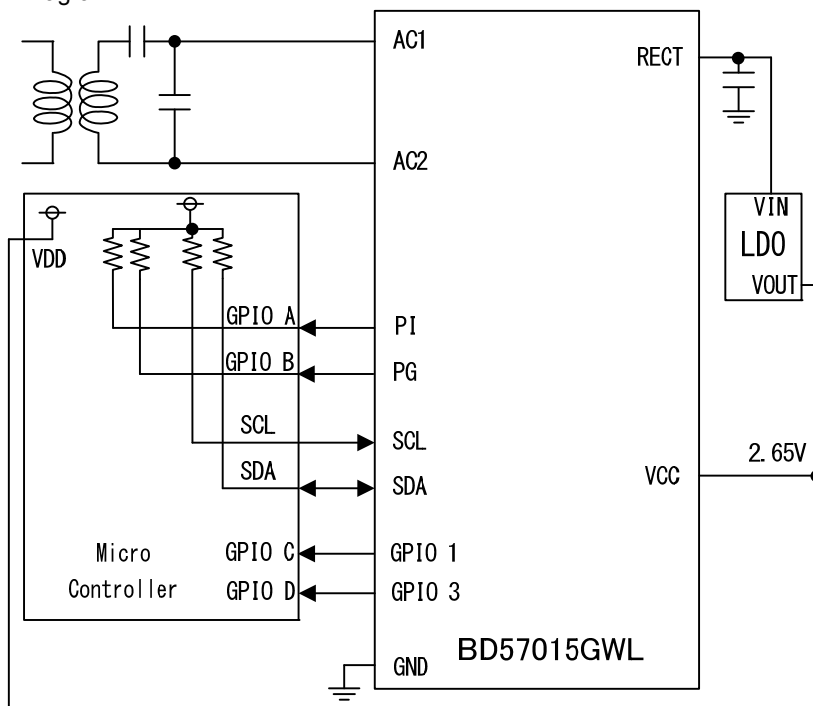 AC1
RECT
AC2
VIN
LDO
VDD
VOUT
GPIO A
PI
GPIO B
PG
SCL
SCL
2.65V
SDA
SDA
VCC
Micro
Controller
GPIO C
GPIO 1
GPIO D
GPIO 3
GND
BD57015GWL